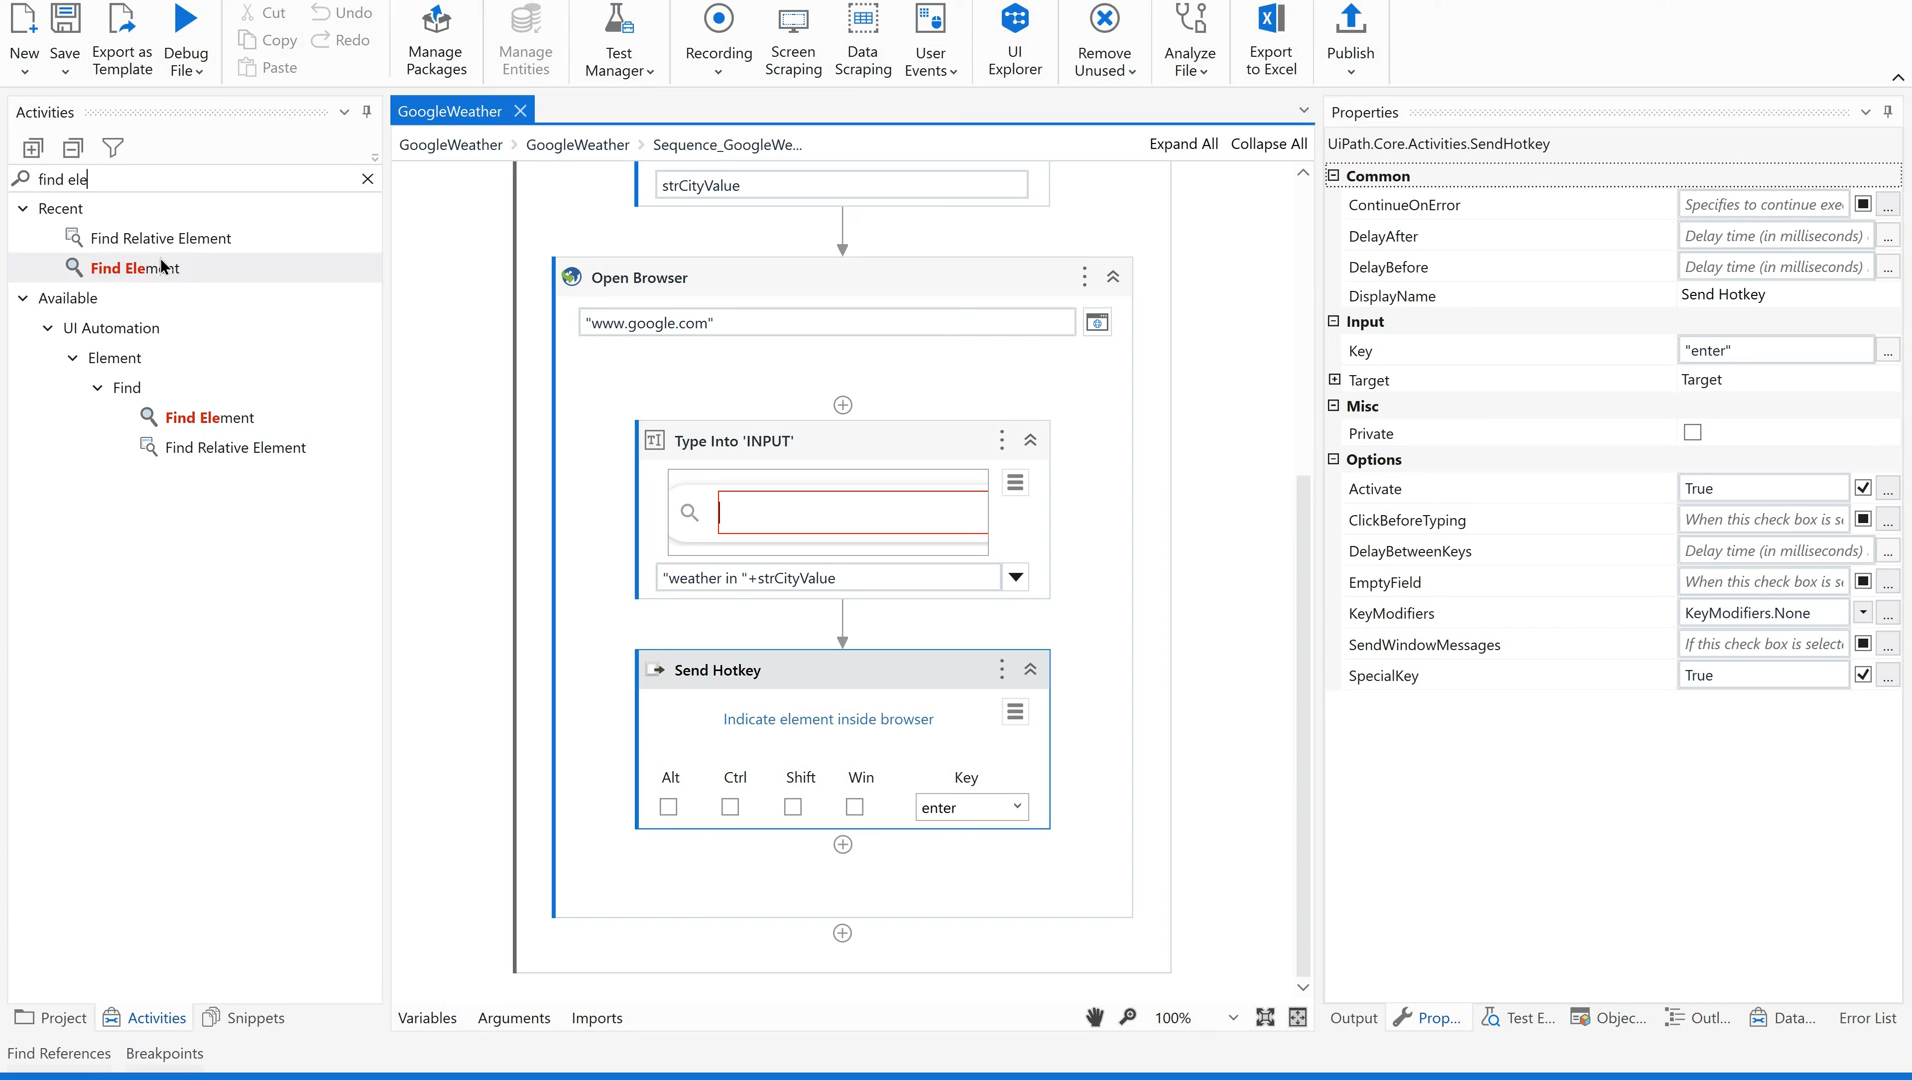 New
Save
Export as
Template
Debug
File
Cut
Copy
Paste
Undo
Redo
Manage
Packages
Manage
Entities
Test
Manager
Recording
Screen
Scraping
Data
Scraping
User
Events
UI
Explorer
Remove
Unused
Analyze
File
Export
to Excel
Publish
Activities
find ele
Recent
Find Relative Element
Find Element
Available
UI Automation
Element
Find
Find Element
Find Relative Element
Project
Activities
Snippets
Find References
Breakpoints
GoogleWeather
GoogleWeather > GoogleWeather > Sequence_GoogleWe...
Expand All
Collapse All
strCityValue
Open Browser
"www.google.com"
Type Into 'INPUT'
"weather in "+strCityValue
Send Hotkey
Indicate element inside browser
Alt
Ctrl
Shift
Win
Key
enter
Variables
Arguments
Imports
100%
Properties
UiPath.Core.Activities.SendHotkey
Common
ContinueOnError
Specifies to continue exe
...
DelayAfter
Delay time (in milliseconds)
...
DelayBefore
Delay time (in milliseconds)
...
DisplayName
Send Hotkey
Input
Key
"enter"
...
Target
Target
Misc
Private
Options
Activate
True
...
ClickBeforeTyping
When this check box is s
...
DelayBetweenKeys
Delay time (in milliseconds)
...
EmptyField
When this check box is s
...
KeyModifiers
KeyModifiers.None
...
SendWindowMessages
If this check box is select
...
SpecialKey
True
...
Output
Prop...
Test E...
Objec...
Outl...
Data...
Error List